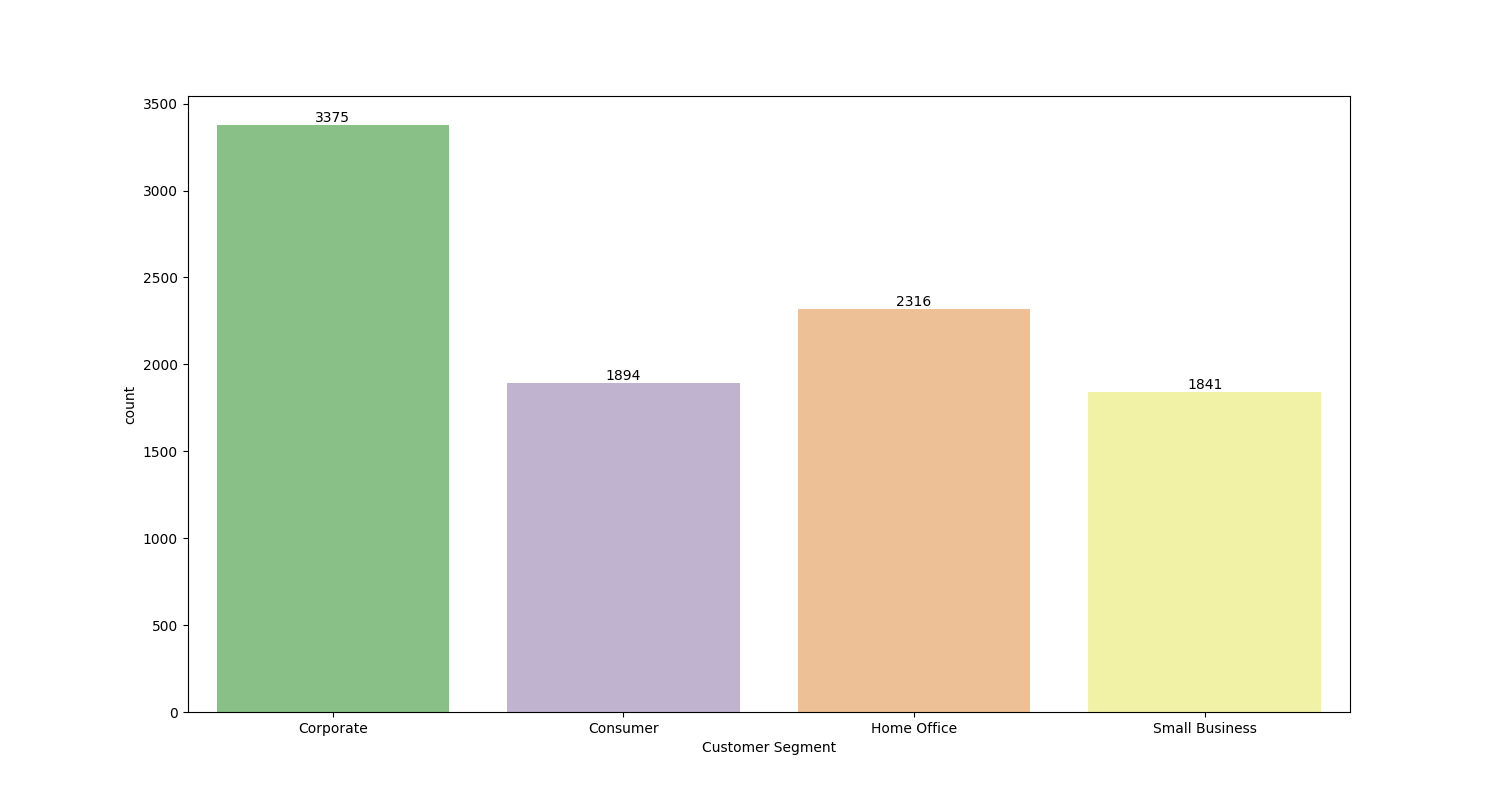 3500
3000
2500
2000
1500
1000
500
0
count
3375
1894
2316
1841
Corporate
Consumer
Home Office
Small Business
Customer Segment